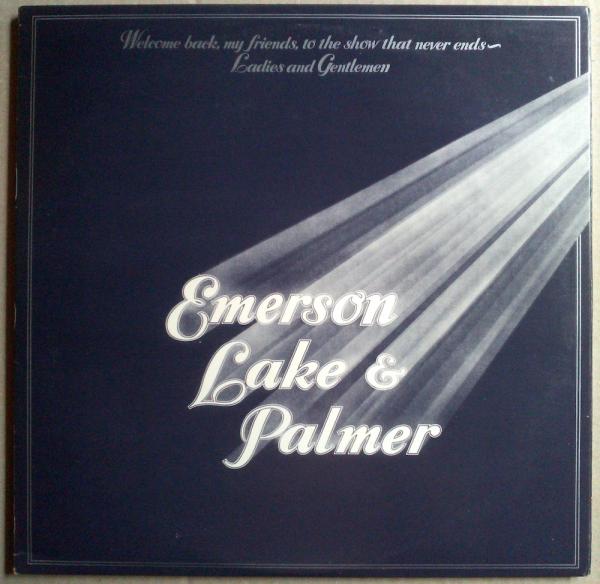 Welcome back, my friends, to the show that never ends~
Ladies and Gentlemen
Emerson
Lake &
Palmer